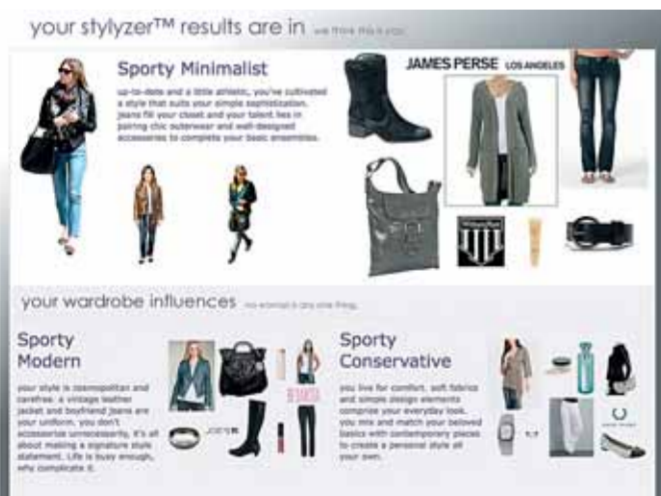 your stylyzer™ results are in we think this is you.
Sporty Minimalist
up-to-date and a little athletic, you've cultivated
a style that suits your simple sophistication.
jeans fill your closet and your talent lies in
pairing chic outerwear and well-designed
accessories to complete your basic ensembles.
JAMES PERSE LOS ANGELES
your wardrobe influences no woman is any one thing.
Sporty
Modern
your style is cosmopolitan and
carefree. a vintage leather
jacket and boyfriend jeans are
your uniform. you don't
accessorize unnecessarily, it's all
about making a signature style
statement. Life is busy enough,
why complicate it.
Sporty
Conservative
you live for comfort. soft fabrics
and simple design elements
comprise your everyday look.
you mix and match your beloved
basics with contemporary pieces
to create a personal style all
your own.